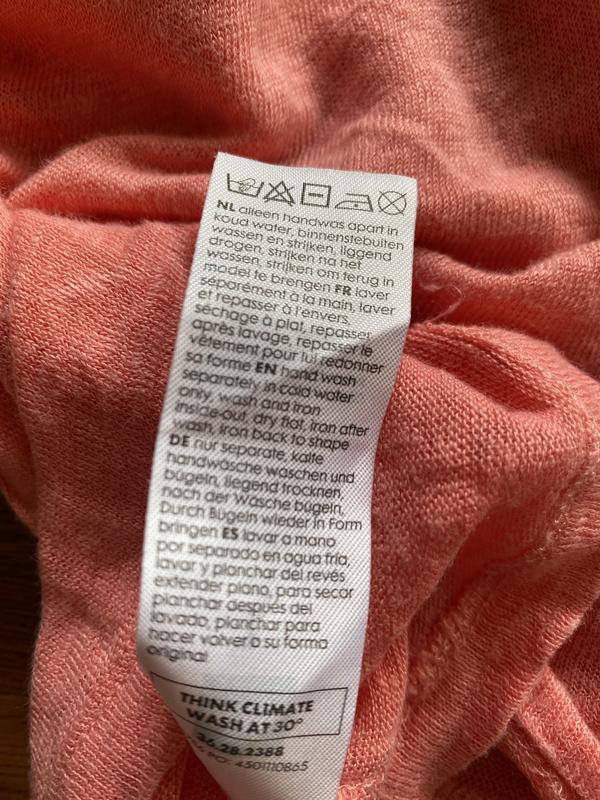 NL alleen handwas apart in
koud water, binnenstebuiten
wassen en strijken, liggend
drogen, strijken na het
wassen, strijken om terug in
model te brengen FR laver
séparément à la main, laver
et repasser à l'envers,
séchage à plat, repasser
après lavage, repasser le
vêtement pour lui redonner
sa forme EN hand wash
separately in cold water
only, wash and iron
inside-out, dry flat, iron after
wash, iron back to shape
DE nur separate, kalte
handwäsche waschen und
bügeln, liegend trocknen,
nach der Wäsche bügeln,
Durch Bügeln wieder in Form
bringen ES lavar a mano
por separado en agua fría,
lavar y planchar del revés
extender plano, para secar
planchar después del
lavado, planchar para
hacer volver a su forma
original
THINK CLIMATE
WASH AT 30°
36.28.2388
PO: 4501110865